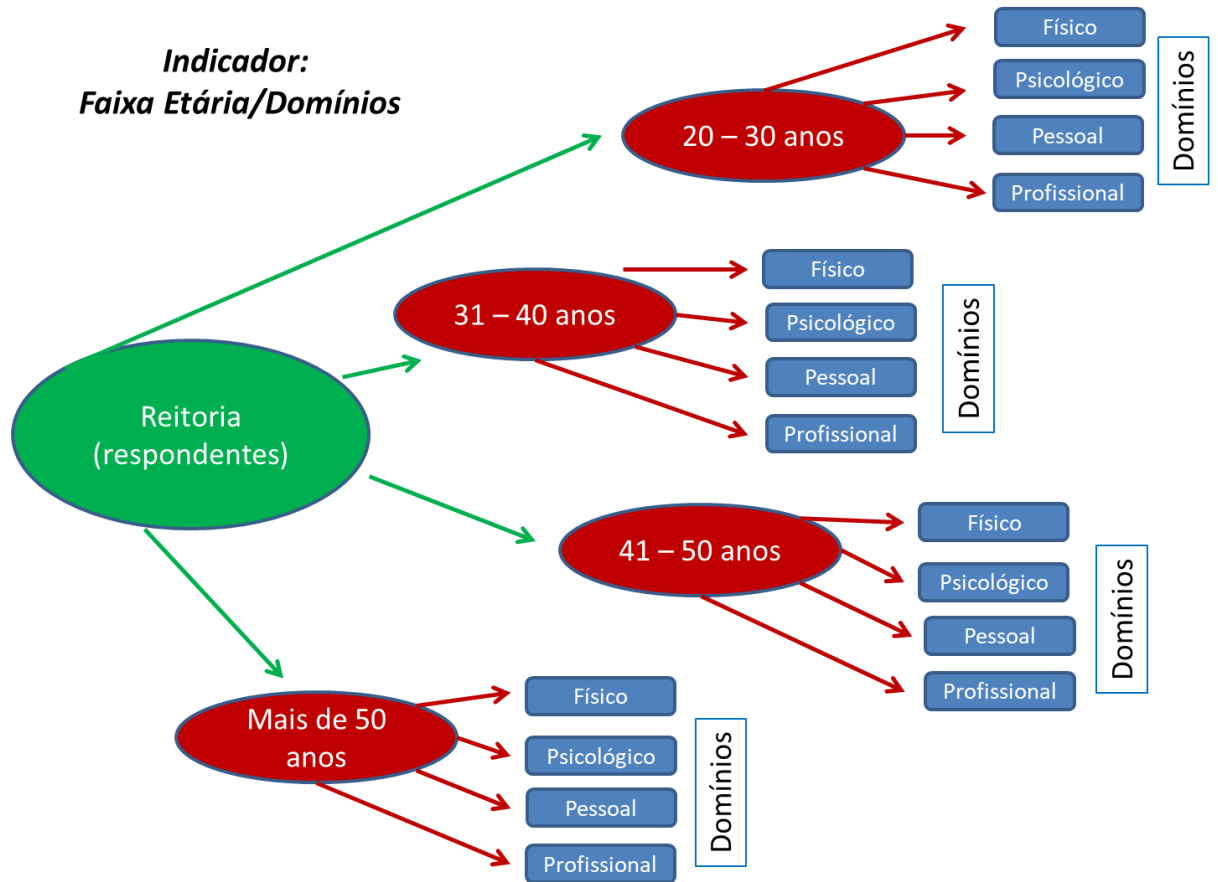 Indicador:
Faixa Etária/Domínios
20 – 30 anos
Físico
Psicológico
Pessoal
Profissional
Domínios
31 – 40 anos
Físico
Psicológico
Pessoal
Profissional
Domínios
Reitoria
(respondentes)
41 – 50 anos
Físico
Psicológico
Pessoal
Profissional
Domínios
Mais de 50
anos
Físico
Psicológico
Pessoal
Profissional
Domínios